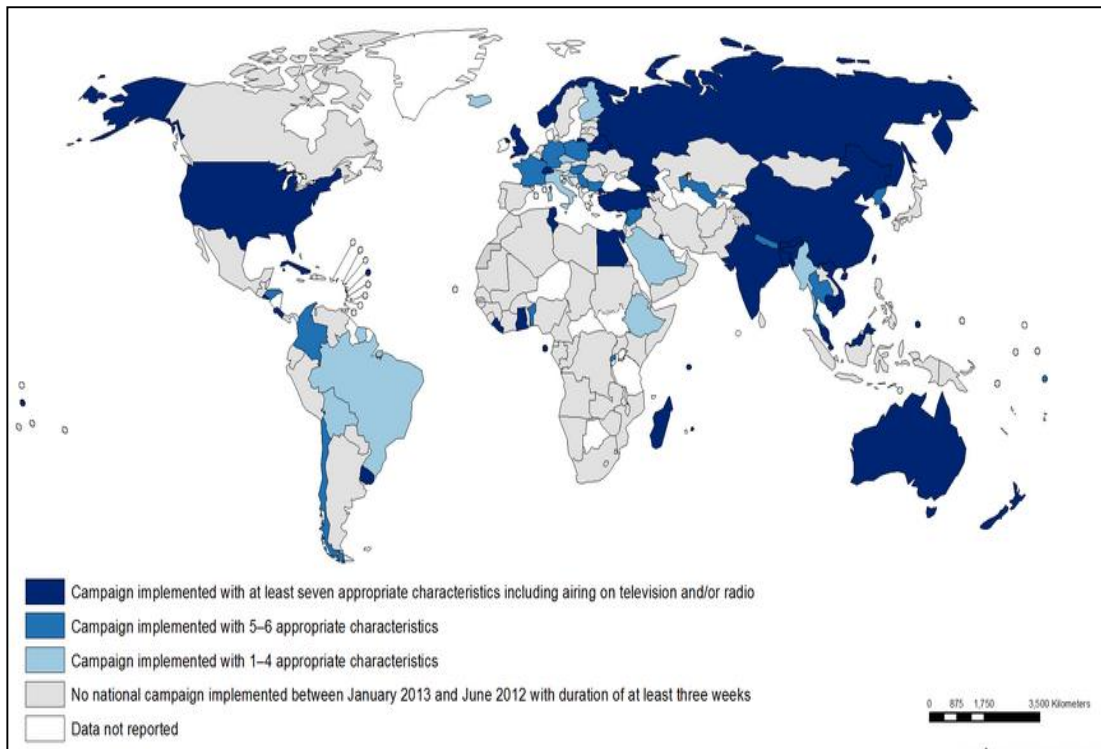 Campaign implemented with at least seven appropriate characteristics including airing on television and/or radio
Campaign implemented with 5–6 appropriate characteristics
Campaign implemented with 1–4 appropriate characteristics
No national campaign implemented between January 2013 and June 2012 with duration of at least three weeks
Data not reported
0 875 1,750 3,500 Kilometers